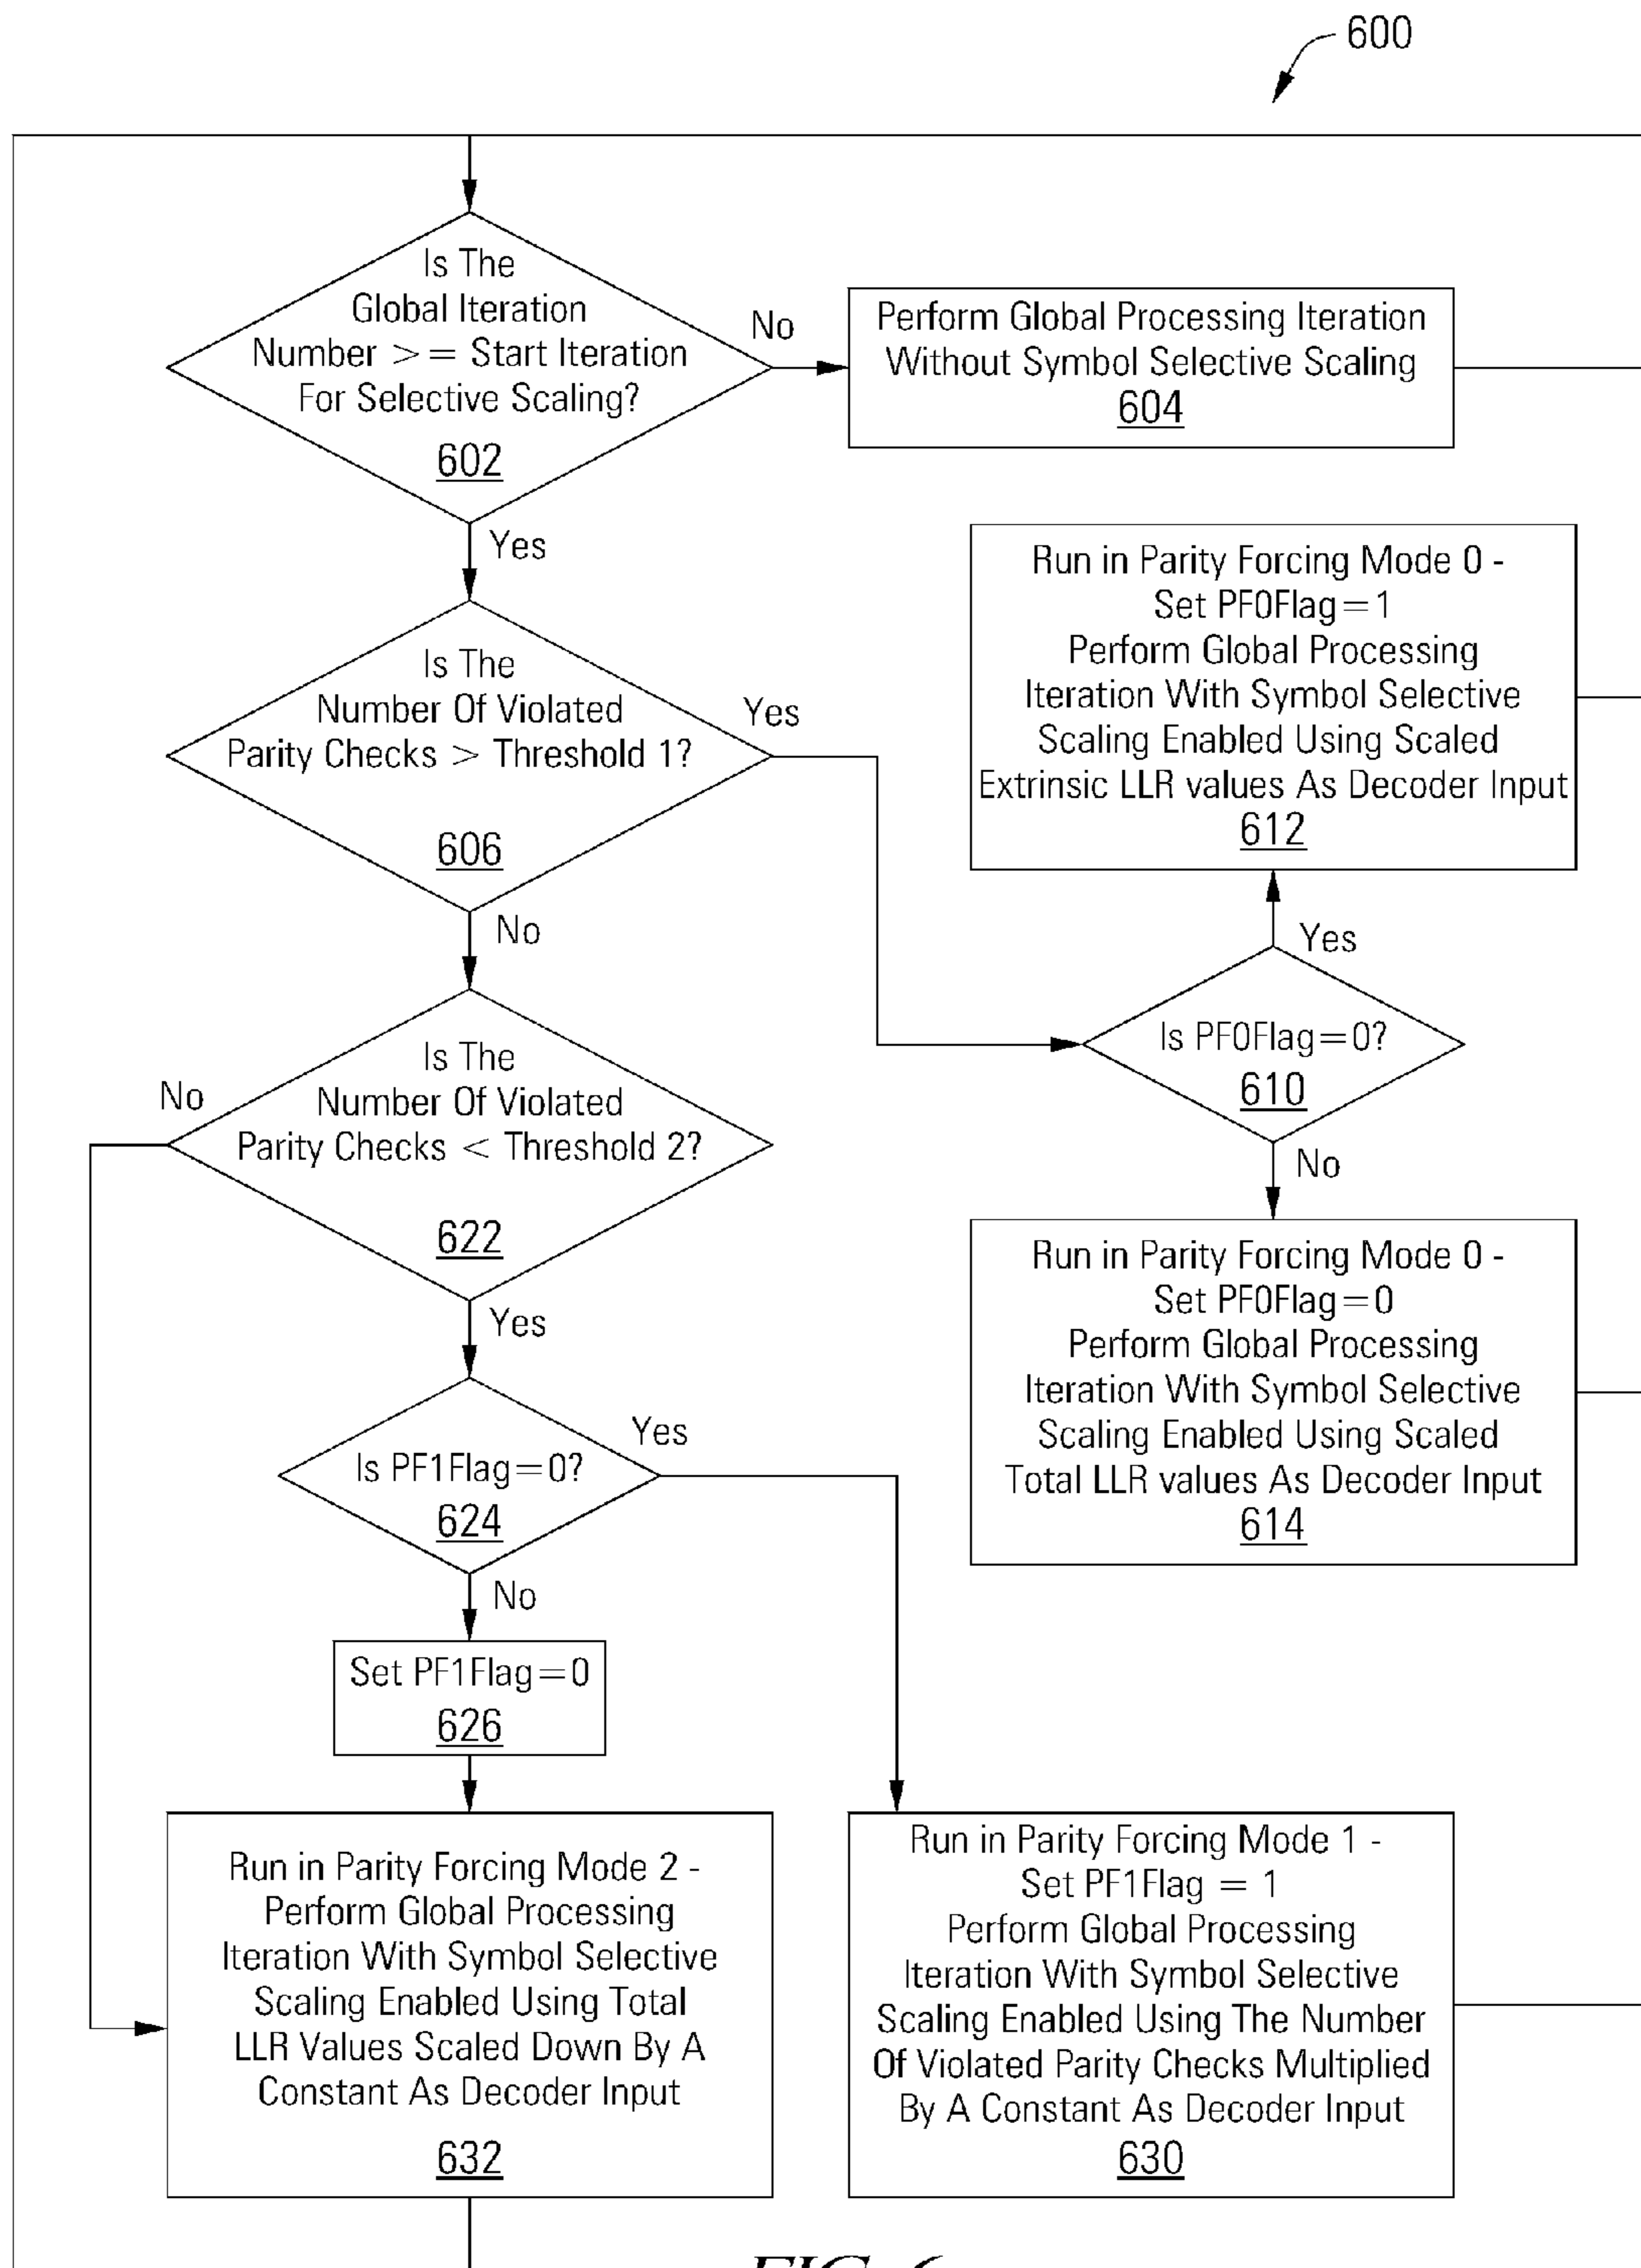 600
Is The
Global Iteration
Number >= Start Iteration
For Selective Scaling?
602
No
Perform Global Processing Iteration
Without Symbol Selective Scaling
604
Yes
Is The
Number Of Violated
Parity Checks > Threshold 1?
606
Yes
Run in Parity Forcing Mode 0 -
Set PF0Flag=1
Perform Global Processing
Iteration With Symbol Selective
Scaling Enabled Using Scaled
Extrinsic LLR values As Decoder Input
612
No
Yes
Is PF0Flag=0?
610
No
Is The
Number Of Violated
Parity Checks < Threshold 2?
622
No
Run in Parity Forcing Mode 0 -
Set PF0Flag=0
Perform Global Processing
Iteration With Symbol Selective
Scaling Enabled Using Scaled
Total LLR values As Decoder Input
614
Yes
Is PF1Flag=0?
624
Yes
No
Set PF1Flag=0
626
Run in Parity Forcing Mode 2 -
Perform Global Processing
Iteration With Symbol Selective
Scaling Enabled Using Total
LLR Values Scaled Down By A
Constant As Decoder Input
632
Run in Parity Forcing Mode 1 -
Set PF1Flag = 1
Perform Global Processing
Iteration With Symbol Selective
Scaling Enabled Using The Number
Of Violated Parity Checks Multiplied
By A Constant As Decoder Input
630